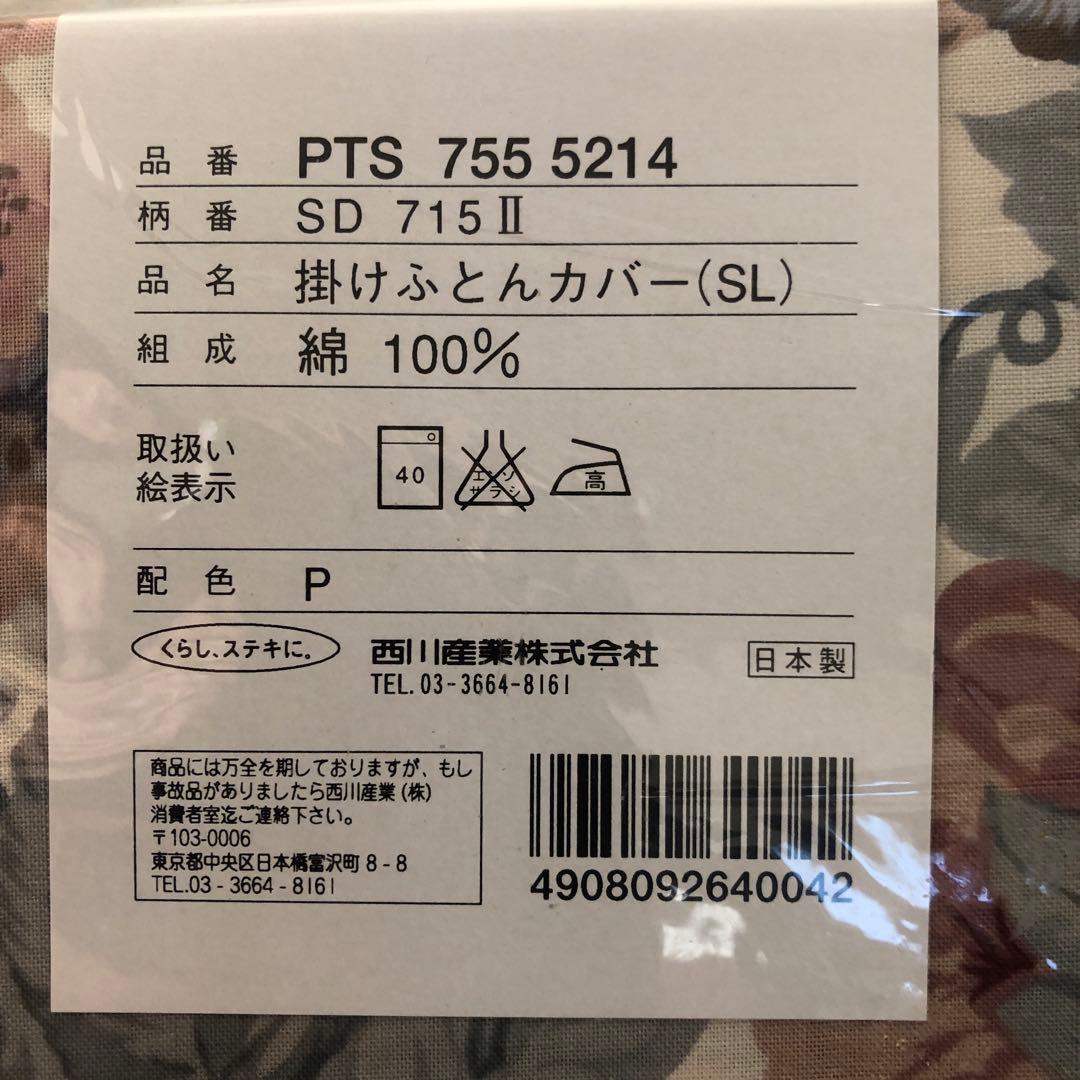 品番 PTS 755 5214
柄番 SD 715Ⅱ
品名 掛けふとんカバー(SL)
組成 綿 100%
取扱い
絵表示
40 エンソ サラシ 高
配色 P
くらし、ステキに。 西川産業株式会社 日本製
TEL. 03-3664-8161
商品には万全を期しておりますが、もし
事故品がありましたら西川産業(株)
消費者室迄ご連絡下さい。
〒103-0006
東京都中央区日本橋富沢町 8 - 8
TEL.03 - 3664 - 8161
4908092640042